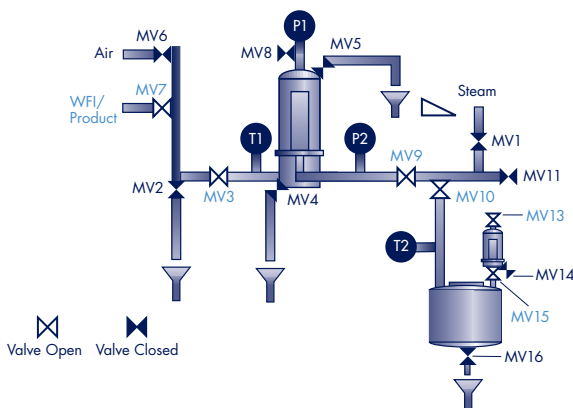 P1
MV6
MV8
MV5
Air
MV7
WFI/
Product
Steam
T1
P2
MV1
MV9
MV11
MV2
MV3
MV4
MV10
MV13
T2
MV14
MV15
MV16
Valve Open
Valve Closed